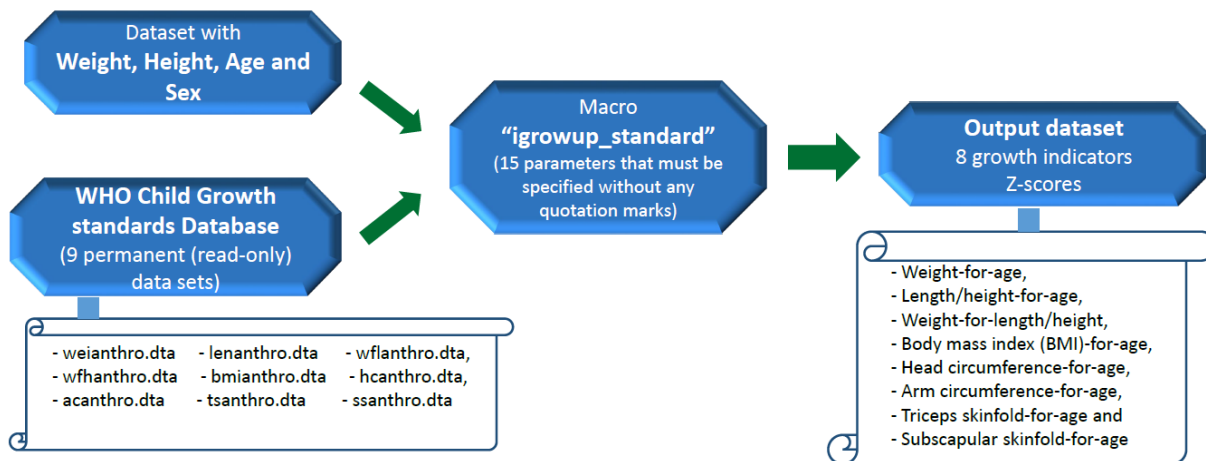 Dataset with
Weight, Height, Age and
Sex
WHO Child Growth
standards Database
(9 permanent (read-only)
data sets)
- weianthro.dta - lenanthro.dta - wflanthro.dta,
- wfhanthro.dta - bmianthro.dta - hcanthro.dta,
- acanthro.dta - tsanthro.dta - ssanthro.dta
Macro
“igrowup_standard”
(15 parameters that must be
specified without any
quotation marks)
Output dataset
8 growth indicators
Z-scores
- Weight-for-age,
- Length/height-for-age,
- Weight-for-length/height,
- Body mass index (BMI)-for-age,
- Head circumference-for-age,
- Arm circumference-for-age,
- Triceps skinfold-for-age and
- Subscapular skinfold-for-age